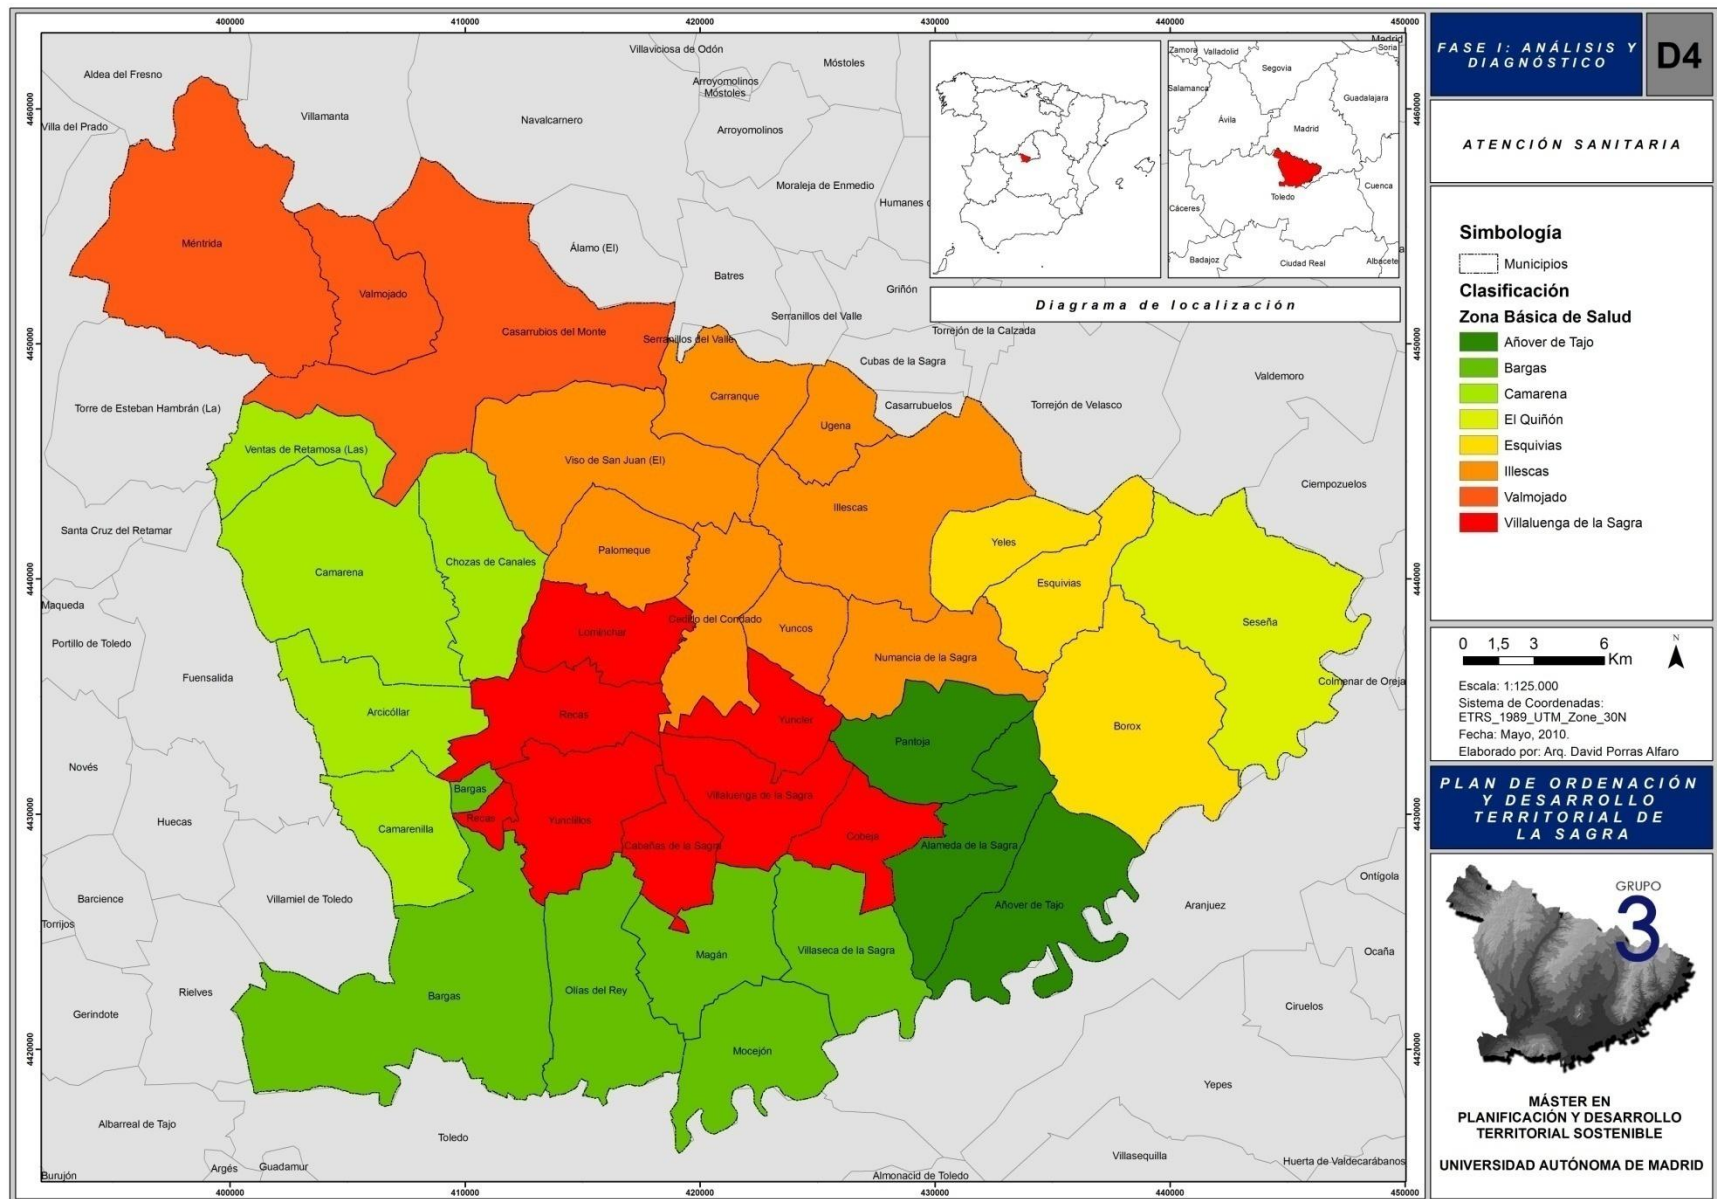 400000
410000
420000
430000
440000
450000
4460000
4450000
4440000
4430000
4420000
Aldea del Fresno
Villa del Prado
Villamanta
Navalcarnero
Villaviciosa de Odón
Móstoles
Arroyomolinos
Móstoles
Arroyomolinos
Moraleja de Enmedio
Álamo (El)
Batres
Griñón
Serranillos del Valle
Serranillos del Valle
Torrejón de la Calzada
Cubas de la Sagra
Casarrubuelos
Torrejón de Velasco
Valdemoro
Ciempozuelos
Torre de Esteban Hambrán (La)
Santa Cruz del Retamar
Maqueda
Portillo de Toledo
Fuensalida
Novés
Huecas
Barcience
Torrijos
Villamiel de Toledo
Rielves
Gerindote
Albarreal de Tajo
Burujón
Argés
Guadamur
Toledo
Almonacid de Toledo
Villasequilla
Huerta de Valdecarábanos
Yepes
Ciruelos
Ocaña
Ontígola
Aranjuez
Colmenar de Oreja
Méntrida
Valmojado
Casarrubios del Monte
Ventas de Retamosa (Las)
Camarena
Chozas de Canales
Arcicóllar
Camarenilla
Carranque
Ugena
Viso de San Juan (El)
Illescas
Palomeque
Cedillo del Condado
Yuncos
Numancia de la Sagra
Yeles
Esquivias
Borox
Seseña
Lominchar
Recas
Yuncler
Pantoja
Bargas
Recas
Yunclillos
Villaluenga de la Sagra
Cabañas de la Sagra
Cobeja
Alameda de la Sagra
Añover de Tajo
Bargas
Olías del Rey
Magán
Villaseca de la Sagra
Mocejón
400000
410000
420000
430000
440000
450000
4460000
4450000
4440000
4430000
4420000
Zamora
Valladolid
Soria
Segovia
Salamanca
Guadalajara
Ávila
Madrid
Cuenca
Toledo
Cáceres
Badajoz
Ciudad Real
Albacete
Diagrama de localización
FASE I: ANÁLISIS Y
DIAGNÓSTICO
D4
ATENCIÓN SANITARIA
Simbología
Municipios
Clasificación
Zona Básica de Salud
Añover de Tajo
Bargas
Camarena
El Quiñón
Esquivias
Illescas
Valmojado
Villaluenga de la Sagra
0 1,5 3 6
Km
N
Escala: 1:125.000
Sistema de Coordenadas:
ETRS_1989_UTM_Zone_30N
Fecha: Mayo, 2010.
Elaborado por: Arq. David Porras Alfaro
PLAN DE ORDENACIÓN
Y DESARROLLO
TERRITORIAL DE
LA SAGRA
GRUPO
3
MÁSTER EN
PLANIFICACIÓN Y DESARROLLO
TERRITORIAL SOSTENIBLE
UNIVERSIDAD AUTÓNOMA DE MADRID